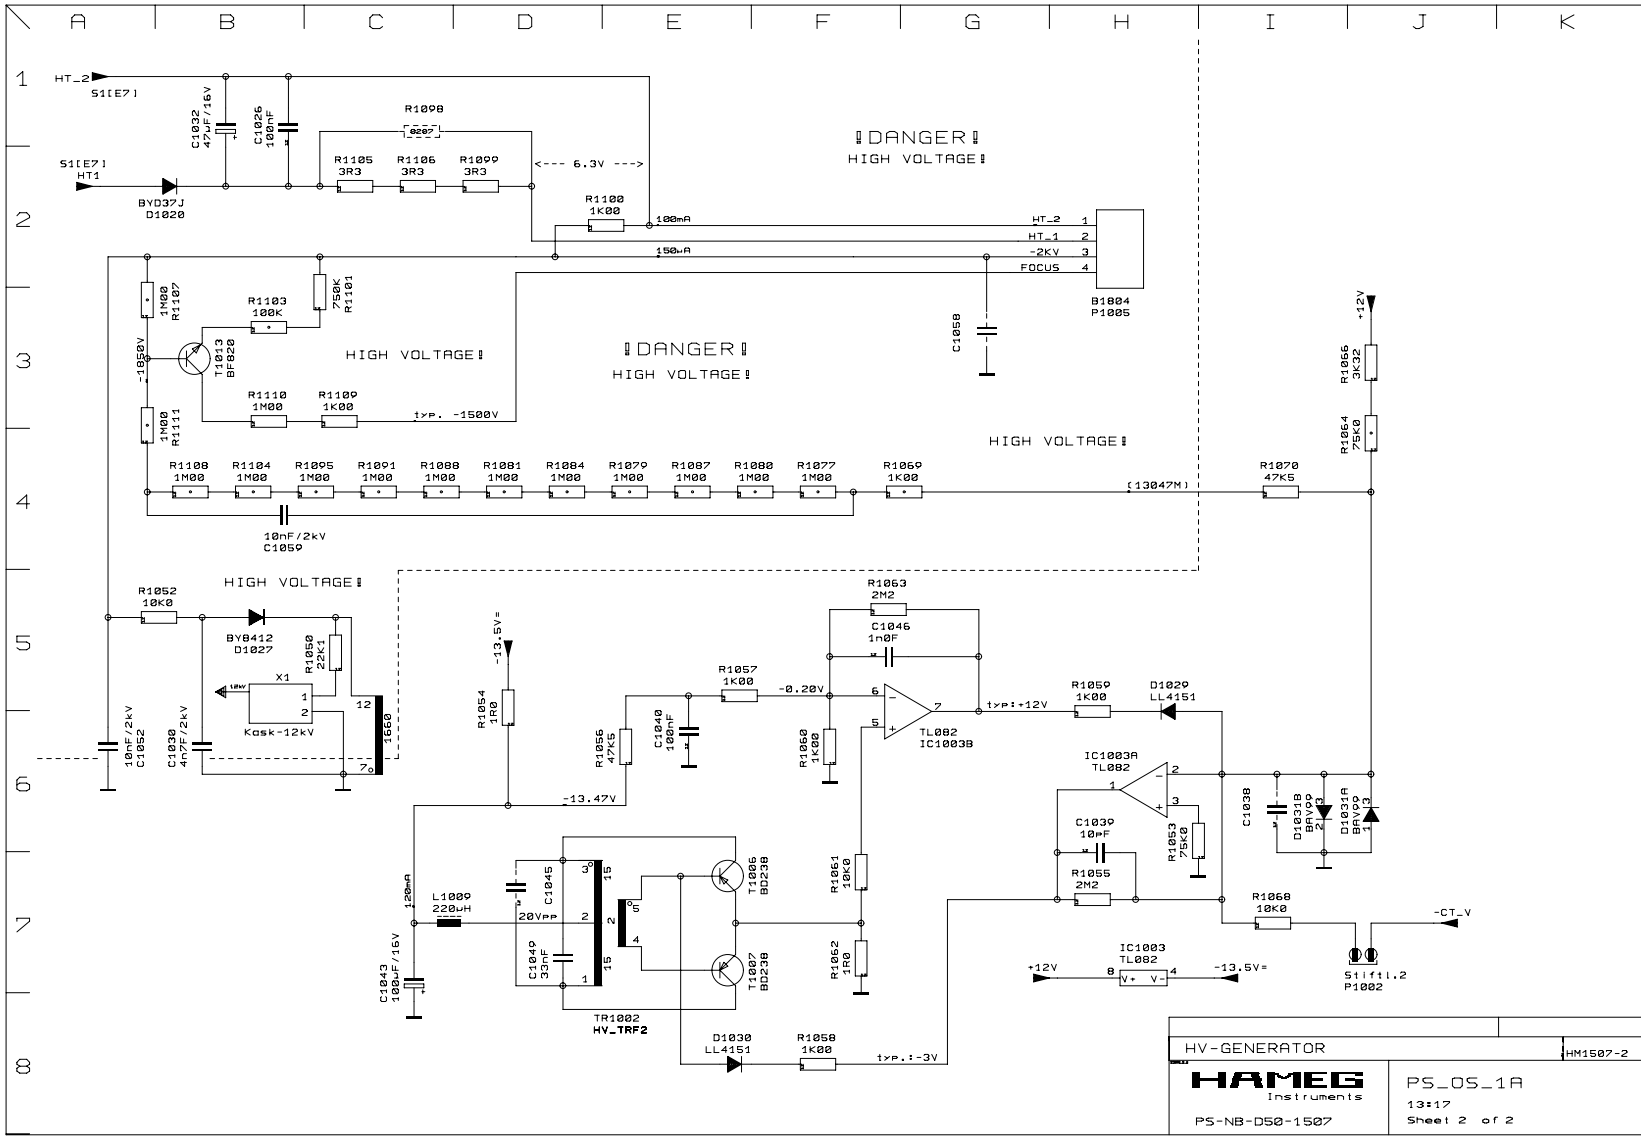 A B C D E F G H I J K
1
HT_2
S1[E7]
C1032
47µF/16V
C1026
100nF
R1098
0207
!DANGER!
HIGH VOLTAGE!
S1[E7]
HT1
BYD37J
D1020
R1105
3R3
R1106
3R3
R1099
3R3
<--- 6.3V --->
2
R1100
1K00
100mA
150µA
HT_2 1
HT_1 2
-2KV 3
FOCUS 4
B1804
P1005
1M00
R1107
R1103
100K
750K
R1101
C1058
+12V
3
-1850V
T1013
BF820
HIGH VOLTAGE!
!DANGER!
HIGH VOLTAGE!
R1066
3K32
1M00
R1111
R1110
1M00
R1109
1K00
typ. -1500V
HIGH VOLTAGE!
R1064
75K0
4
R1108
1M00
R1104
1M00
R1095
1M00
R1091
1M00
R1088
1M00
R1081
1M00
R1084
1M00
R1079
1M00
R1087
1M00
R1080
1M00
R1077
1M00
R1069
1K00
(13047M)
R1070
47K5
10nF/2kV
C1059
HIGH VOLTAGE!
5
R1052
10K0
BY8412
D1027
R1050
22K1
X1
1
2
Kask-12kV
12
1660
7
10nF/2kV
C1052
C1030
4n7F/2kV
-13.5V=
R1054
1R0
R1063
2M2
C1046
1n0F
R1057
1K00
-0.20V
6
5
7
TL082
IC1003B
typ:+12V
R1059
1K00
D1029
LL4151
R1056
47K5
C1040
100nF
R1060
1K00
6
-13.47V
IC1003A
TL082
1
2
3
C1039
10pF
R1053
75K0
C1038
D1031B
BAV99
3
2
D1031A
BAV99
3
1
7
120mA
L1009
220µH
C1045
3
15
20Vpp
2
2
5
4
C1049
33nF
15
1
T1006
BD238
T1007
BD238
R1061
10K0
R1062
1R0
R1055
2M2
R1068
10K0
-CT_V
C1043
100µF/16V
+12V
IC1003
TL082
8 V+ V- 4
-13.5V=
Stiftl.2
P1002
TR1002
HV_TRF2
8
D1030
LL4151
R1058
1K00
typ.:-3V
HV-GENERATOR
HM1507-2
HAMEG
Instruments
PS-NB-D50-1507
PS_OS_1A
13:17
Sheet 2 of 2